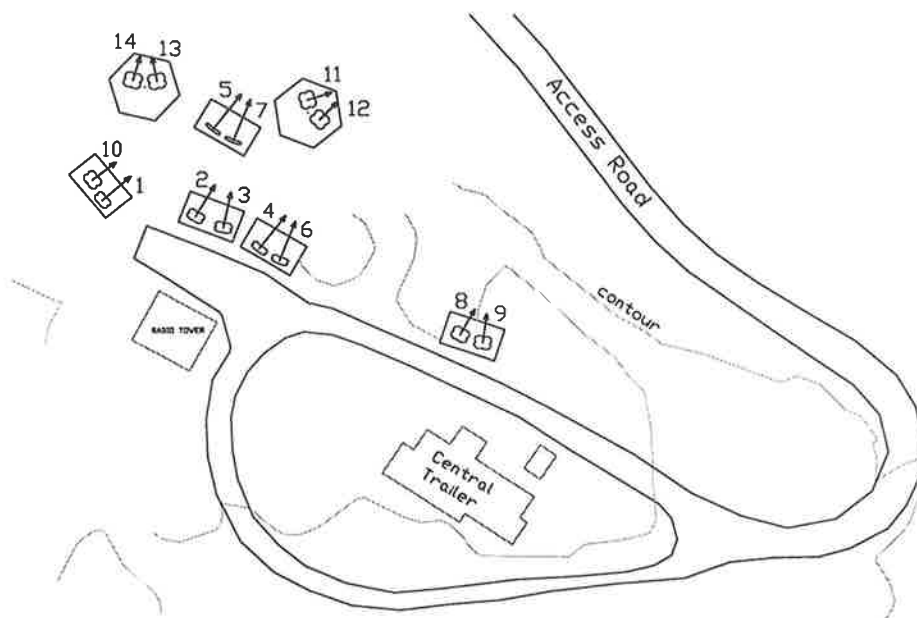 14 13
5 7
11
12
10
1
2 3
4 6
8 9
Access Road
contour
RADIO TOWER
Central
Trailer